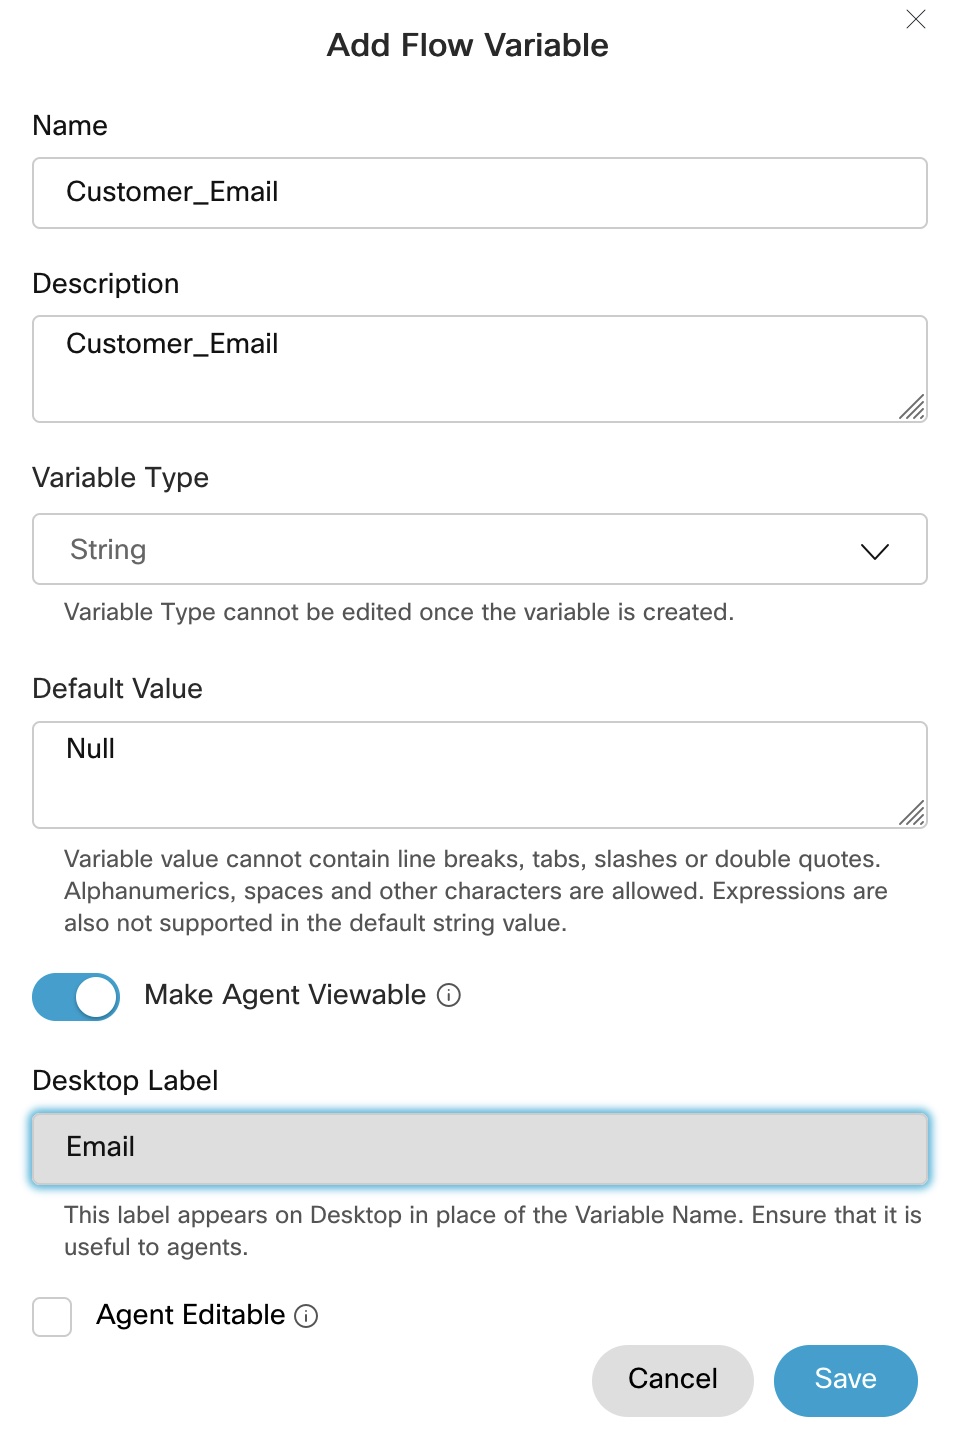 Add Flow Variable
Name
Customer_Email
Description
Customer_Email
Variable Type
String
Variable Type cannot be edited once the variable is created.
Default Value
Null
Variable value cannot contain line breaks, tabs, slashes or double quotes.
Alphanumerics, spaces and other characters are allowed. Expressions are
also not supported in the default string value.
Make Agent Viewable
Desktop Label
Email
This label appears on Desktop in place of the Variable Name. Ensure that it is
useful to agents.
Agent Editable
Cancel Save